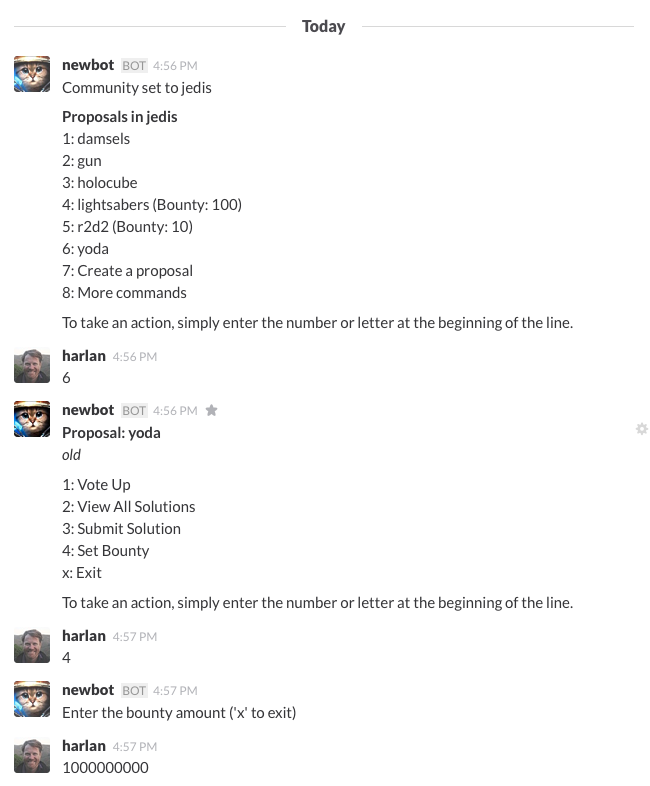 Today
newbot BOT 4:56 PM
Community set to jedis
Proposals in jedis
1: damsels
2: gun
3: holocube
4: lightsabers (Bounty: 100)
5: r2d2 (Bounty: 10)
6: yoda
7: Create a proposal
8: More commands
To take an action, simply enter the number or letter at the beginning of the line.
harlan 4:56 PM
6
newbot BOT 4:56 PM
Proposal: yoda
old
1: Vote Up
2: View All Solutions
3: Submit Solution
4: Set Bounty
x: Exit
To take an action, simply enter the number or letter at the beginning of the line.
harlan 4:57 PM
4
newbot BOT 4:57 PM
Enter the bounty amount ('x' to exit)
harlan 4:57 PM
1000000000